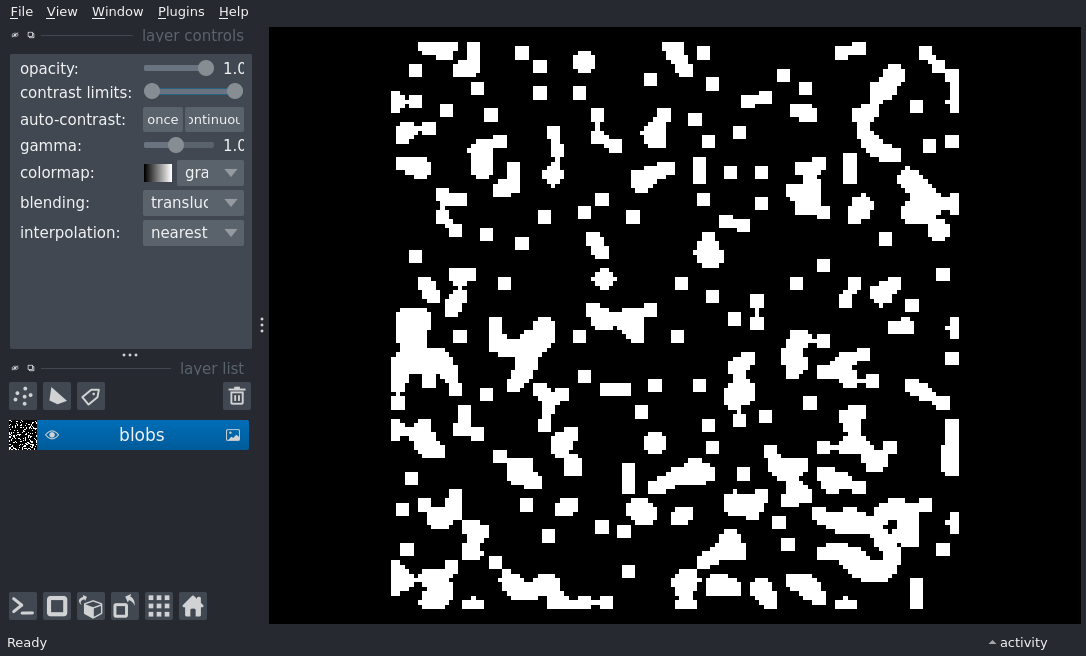 File View Window Plugins Help
layer controls
opacity: 1.0
contrast limits:
auto-contrast: once ontinuou
gamma: 1.0
colormap: gra
blending: transluc
interpolation: nearest
layer list
blobs
Ready
activity